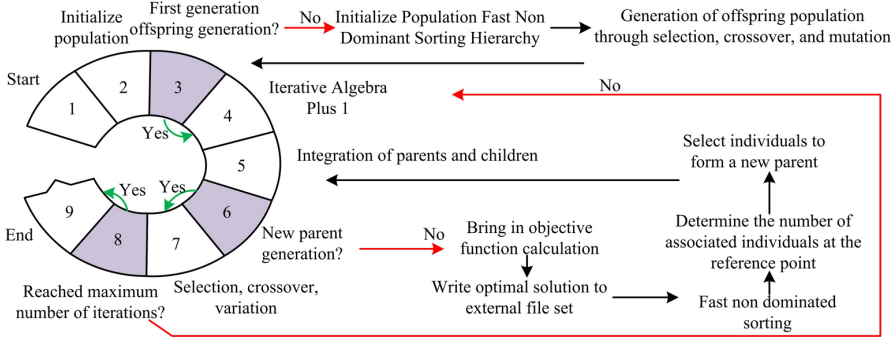 Initialize
population
First generation
offspring generation?
No
Initialize Population Fast Non
Dominant Sorting Hierarchy
Generation of offspring population
through selection, crossover, and mutation
Start
1
2
3
4
5
6
7
8
9
Yes
Yes
Yes
Iterative Algebra
Plus 1
No
Integration of parents and children
Select individuals to
form a new parent
New parent
generation?
No
Bring in objective
function calculation
Determine the number of
associated individuals at the
reference point
End
Reached maximum
number of iterations?
Selection, crossover,
variation
Write optimal solution to
external file set
Fast non dominated
sorting